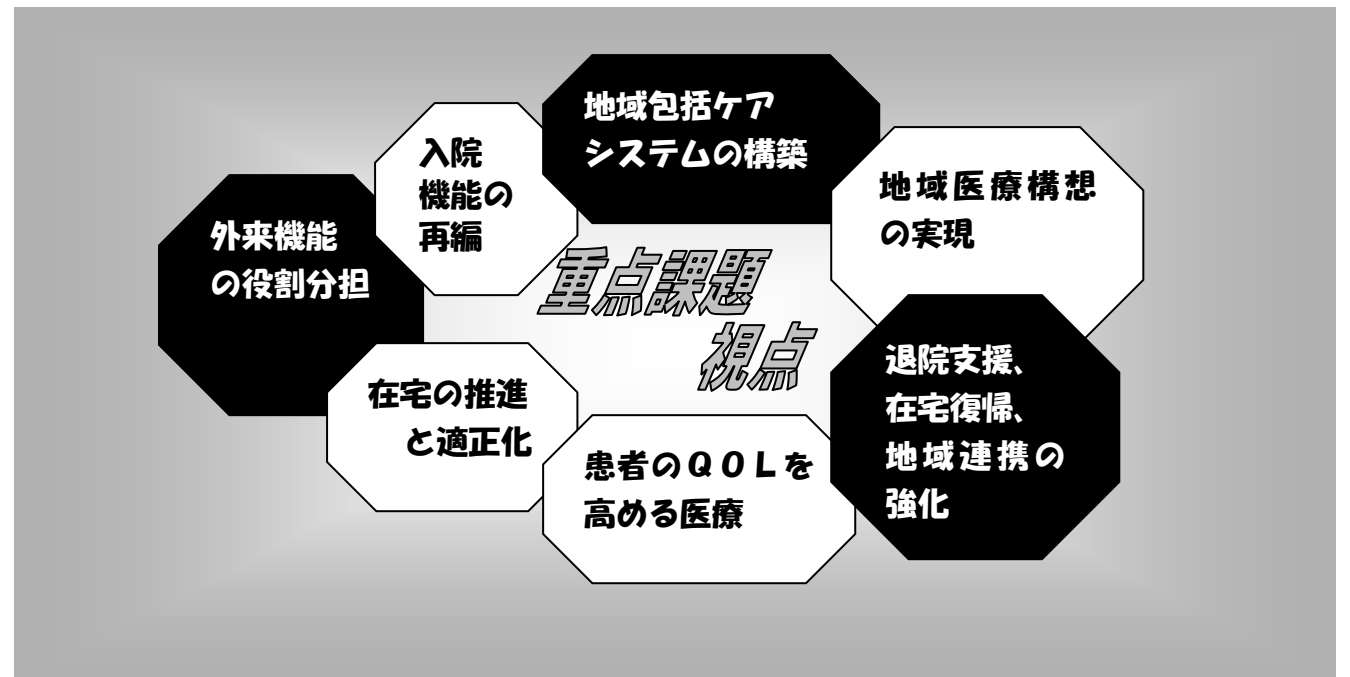 地域包括ケア
システムの構築
入院
機能の
再編
地域医療構想
の実現
外来機能
の役割分担
重点課題
視点
退院支援、
在宅復帰、
地域連携の
強化
在宅の推進
と適正化
患者のＱＯＬを
高める医療